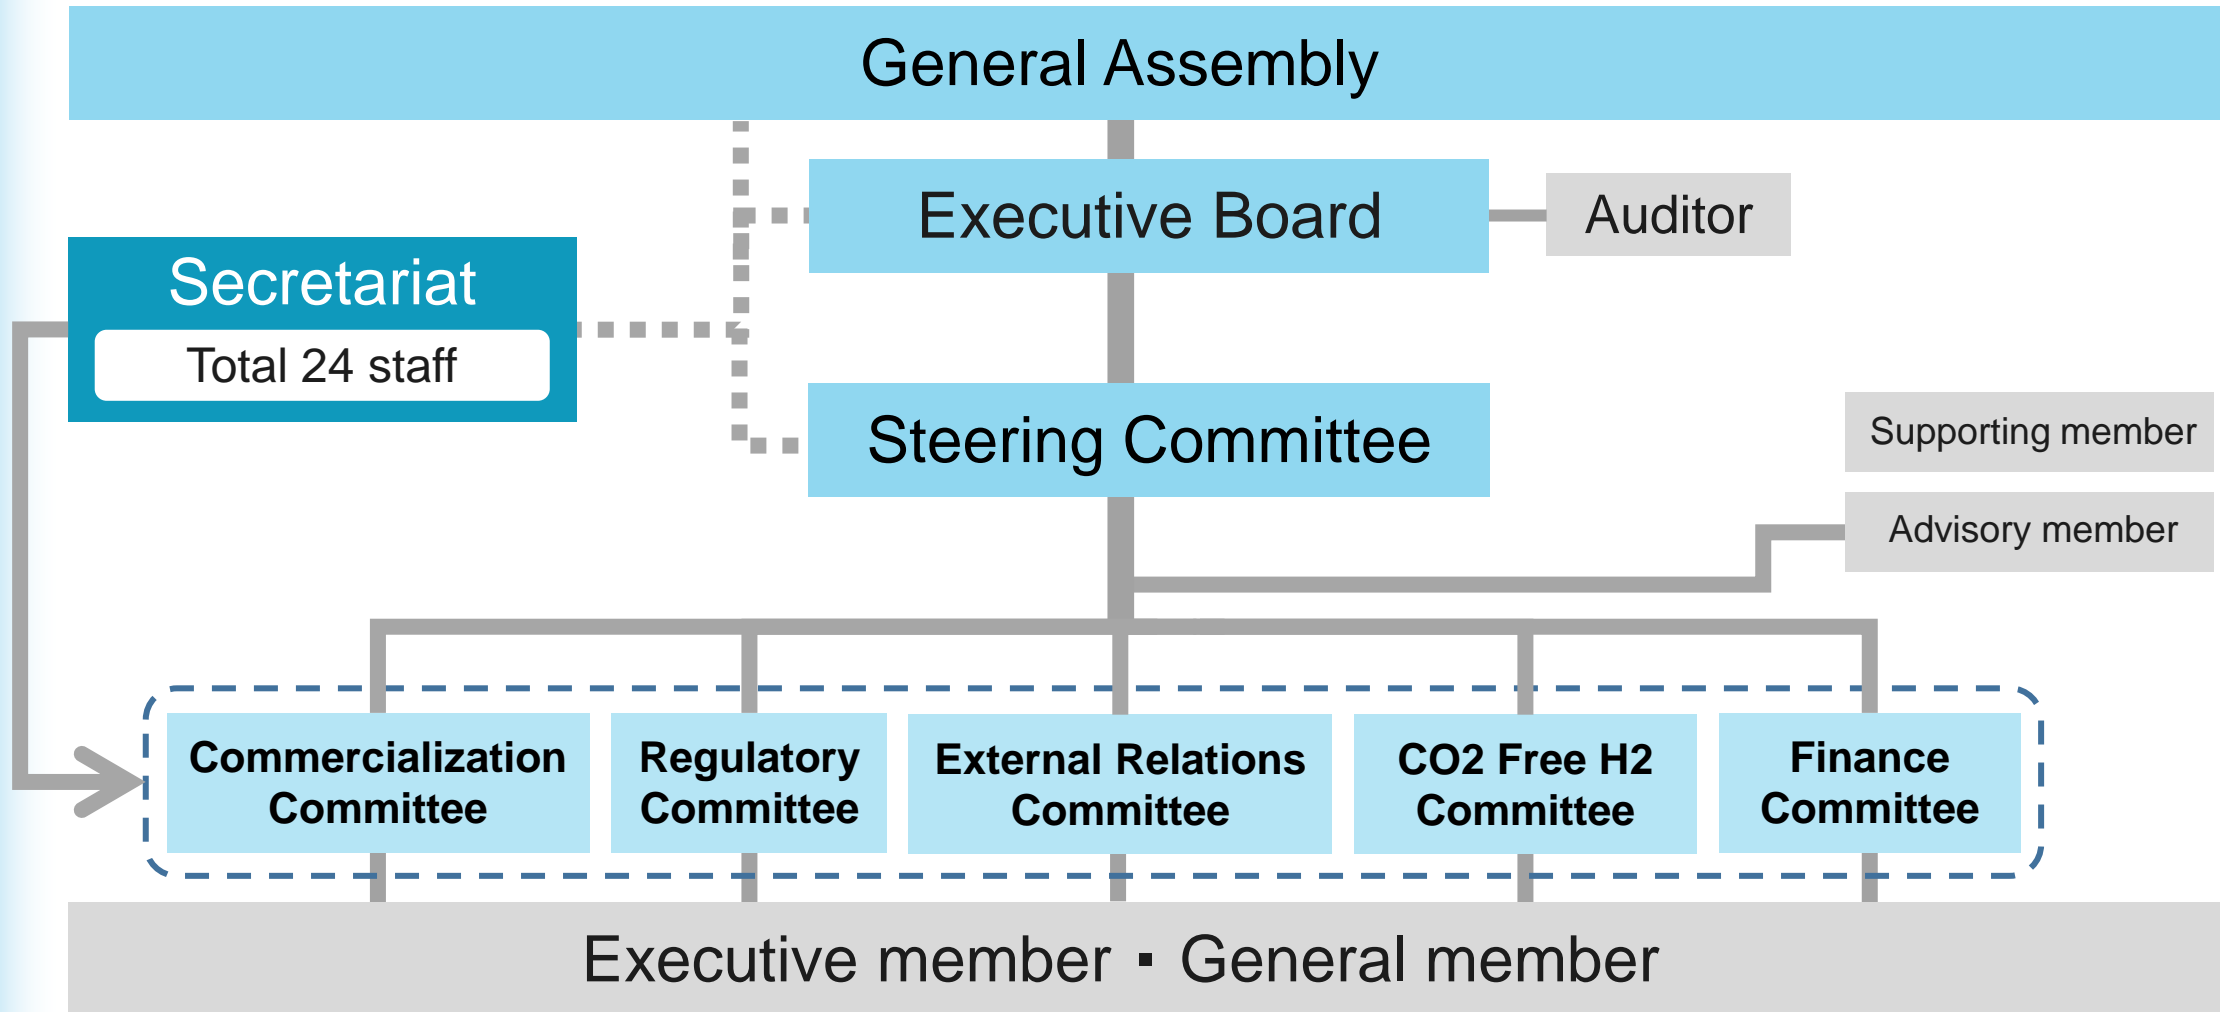 General Assembly
Executive Board
Auditor
Secretariat
Total 24 staff
Steering Committee
Supporting member
Advisory member
Commercialization
Committee
Regulatory
Committee
External Relations
Committee
CO2 Free H2
Committee
Finance
Committee
Executive member ・ General member